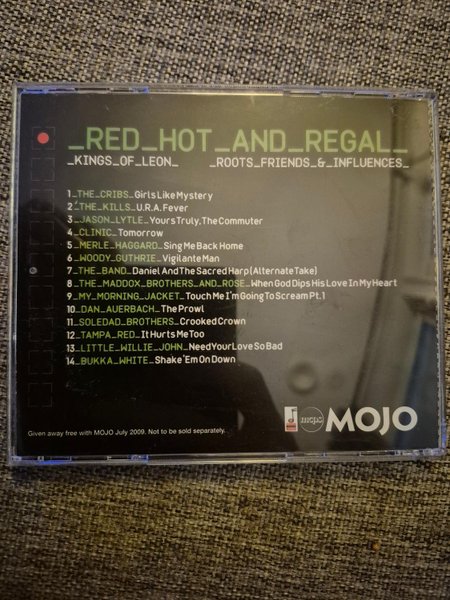 _RED_HOT_AND_REGAL_
_KINGS_OF_LEON_ _ROOTS_FRIENDS_&_INFLUENCES_
1_THE_CRIBS_Girls Like Mystery
2_THE_KILLS_U.R.A. Fever
3_JASON_LYTLE_Yours Truly, The Commuter
4_CLINIC_Tomorrow
5_MERLE_HAGGARD_Sing Me Back Home
6_WOODY_GUTHRIE_Vigilante Man
7_THE_BAND_Daniel And The Sacred Harp (Alternate Take)
8_THE_MADDOX_BROTHERS_AND_ROSE_When God Dips His Love In My Heart
9_MY_MORNING_JACKET_Touch Me I'm Going To Scream Pt.1
10_DAN_AUERBACH_The Prowl
11_SOLEDAD_BROTHERS_Crooked Crown
12_TAMPA_RED_It Hurts Me Too
13_LITTLE_WILLIE_JOHN_Need Your Love So Bad
14_BUKKA_WHITE_Shake 'Em On Down
mcps MOJO
Given away free with MOJO July 2009. Not to be sold separately.